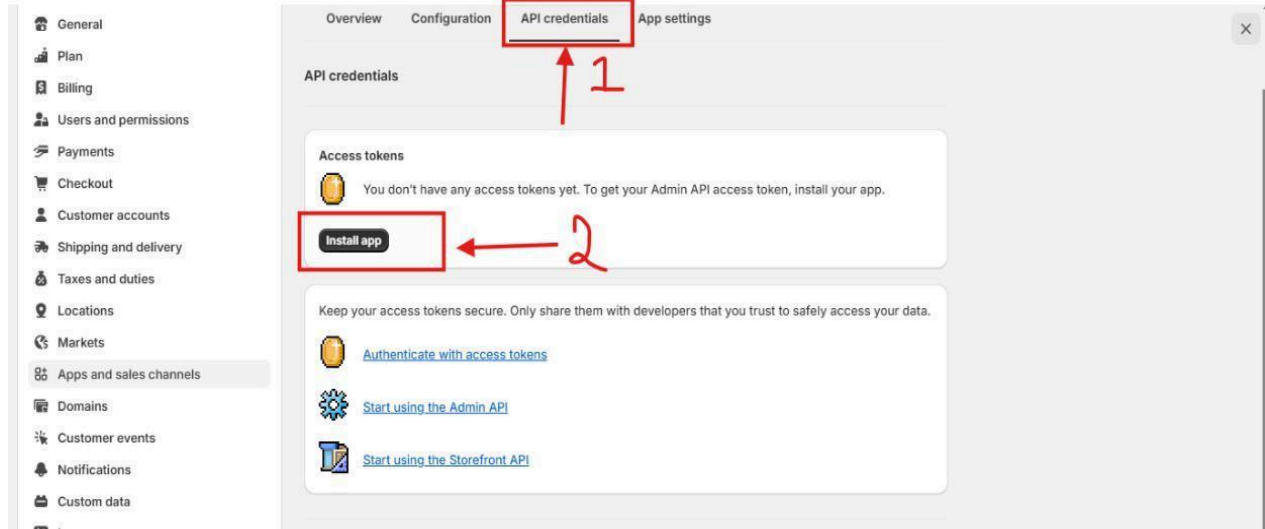 General
Plan
Billing
Users and permissions
Payments
Checkout
Customer accounts
Shipping and delivery
Taxes and duties
Locations
Markets
Apps and sales channels
Domains
Customer events
Notifications
Custom data
Overview Configuration API credentials App settings
1
API credentials
Access tokens
You don't have any access tokens yet. To get your Admin API access token, install your app.
Install app
2
Keep your access tokens secure. Only share them with developers that you trust to safely access your data.
Authenticate with access tokens
Start using the Admin API
Start using the Storefront API